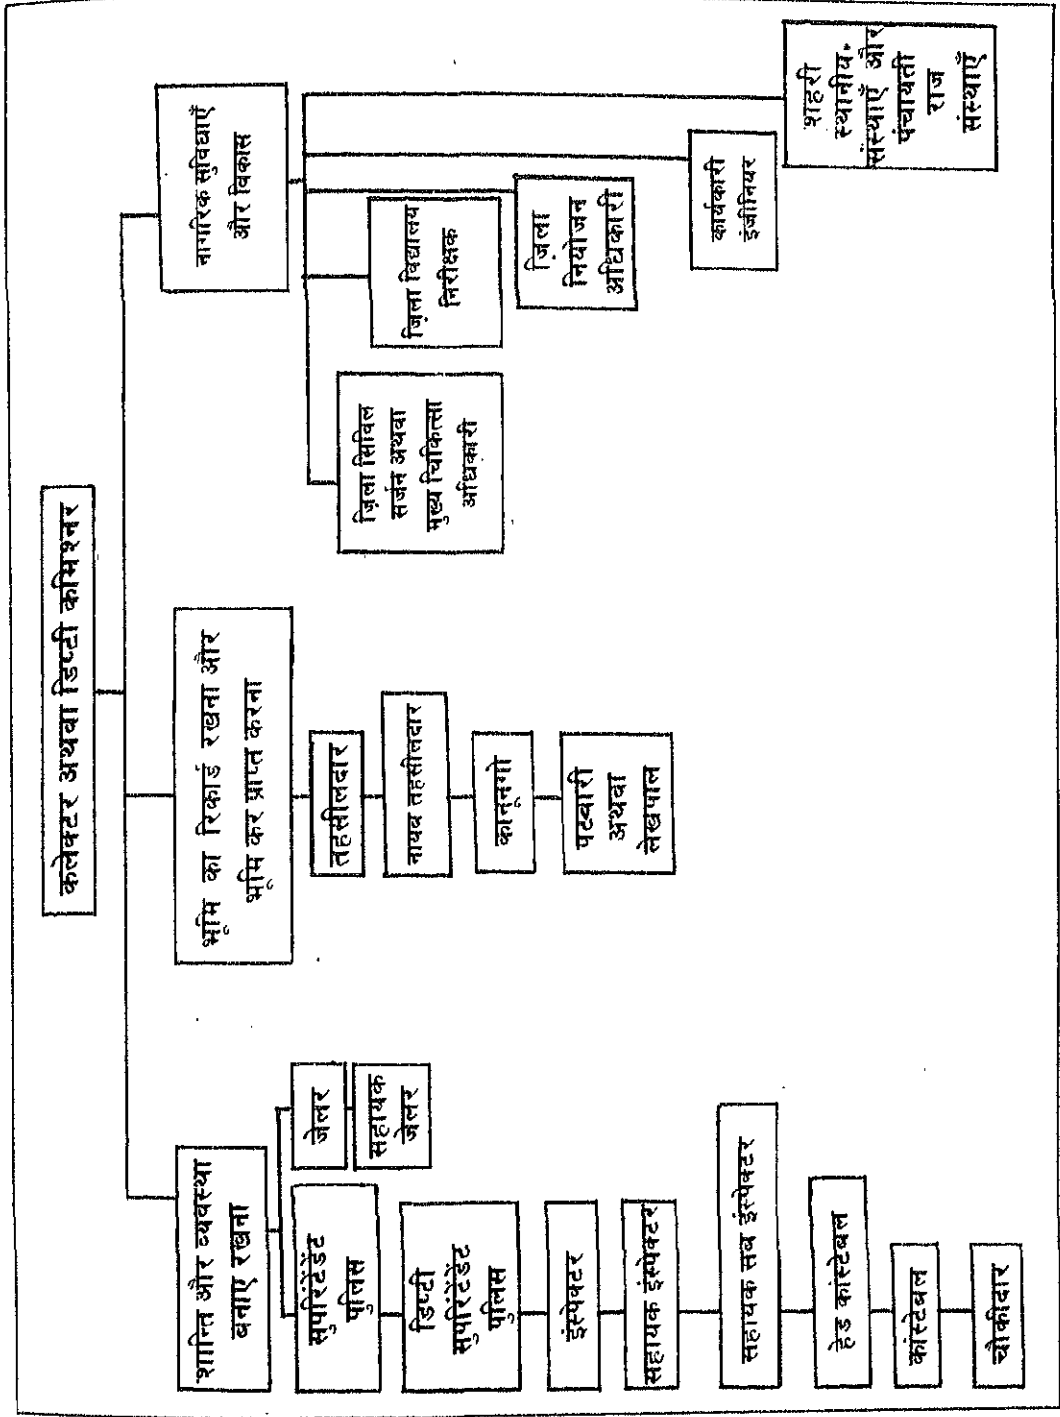 कलेक्टर अथवा डिप्टी कमिश्नर
शान्ति और व्यवस्था
बनाए रखना
सुपरिंटेंडेंट
पुलिस
डिप्टी
सुपरिंटेंडेंट
पुलिस
इंस्पेक्टर
सहायक इंस्पेक्टर
सहायक सब इंस्पेक्टर
हेड कांस्टेबल
कांस्टेबल
चौकीदार
जेलर
सहायक
जेलर
भूमि का रिकार्ड रखना और
भूमि कर प्राप्त करना
तहसीलदार
नायब तहसीलदार
कानूनगो
पटवारी
अथवा
लेखपाल
नागरिक सुविधाएँ
और विकास
ज़िला सिविल
सर्जन अथवा
मुख्य चिकित्सा
अधिकारी
ज़िला विद्यालय
निरीक्षक
ज़िला
नियोजन
अधिकारी
कार्यकारी
इंजीनियर
शहरी
स्थानीय
संस्थाएँ और
पंचायती
राज
संस्थाएँ